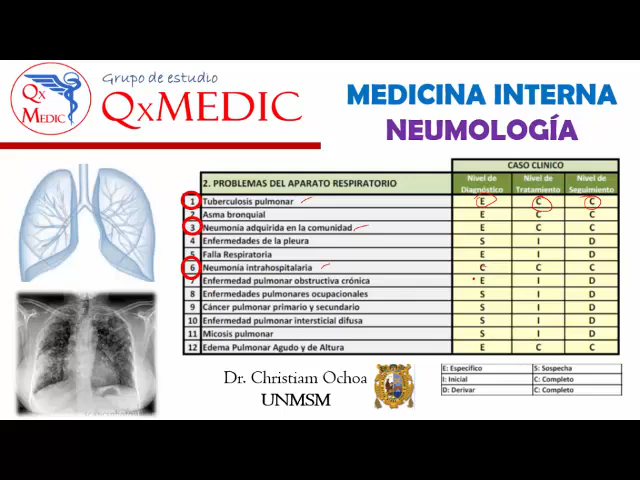 Grupo de estudio
QxMEDIC
Qx
MEDIC
MEDICINA INTERNA
NEUMOLOGÍA
CASO CLINICO
2. PROBLEMAS DEL APARATO RESPIRATORIO Nivel de Diagnóstico Nivel de Tratamiento Nivel de Seguimiento
1 Tuberculosis pulmonar E C C
2 Asma bronquial E C C
3 Neumonía adquirida en la comunidad E C C
4 Enfermedades de la pleura S I D
5 Falla Respiratoria E I D
6 Neumonía intrahospitalaria C C C
7 Enfermedad pulmonar obstructiva crónica E I D
8 Enfermedades pulmonares ocupacionales S I D
9 Cáncer pulmonar primario y secundario S I D
10 Enfermedad pulmonar intersticial difusa S I D
11 Micosis pulmonar S I D
12 Edema Pulmonar Agudo y de Altura E C C
Dr. Christiam Ochoa
UNMSM
E: Específico S: Sospecha
I: Inicial C: Completo
D: Derivar C: Completo